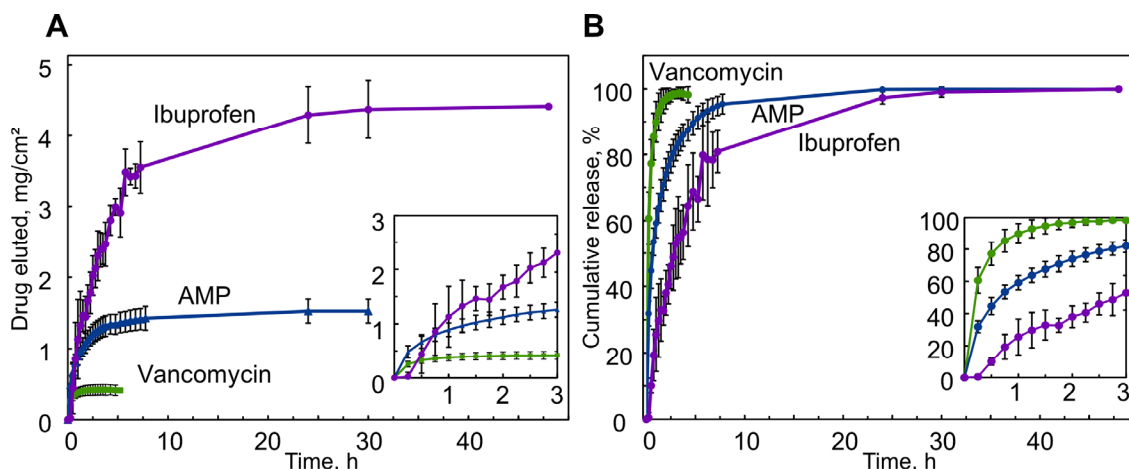 A
Drug eluted, mg/cm²
5
4
3
2
1
0
Ibuprofen
AMP
Vancomycin
3
2
1
0
1 2 3
0 10 20 30 40
Time, h
B
Cumulative release, %
100
80
60
40
20
0
Vancomycin
AMP
Ibuprofen
100
80
60
40
20
0
1 2 3
0 10 20 30 40
Time, h